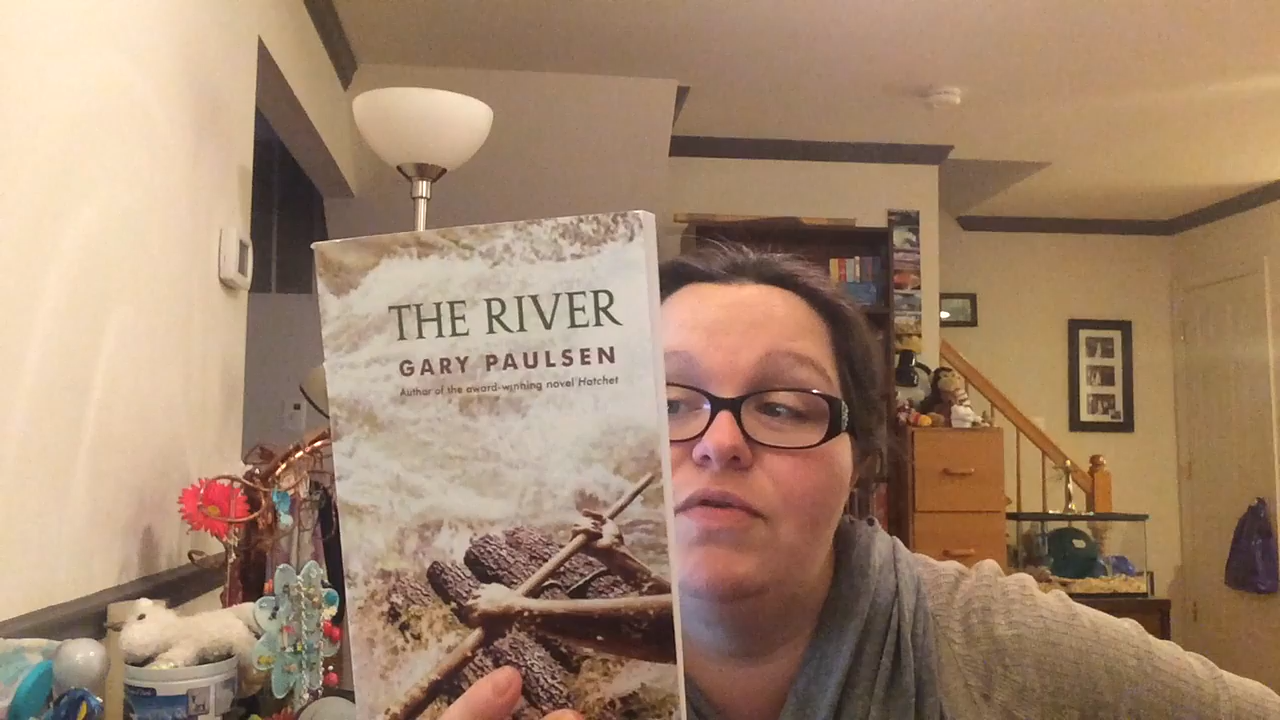 THE RIVER
GARY PAULSEN
Author of the award-winning novel Hatchet